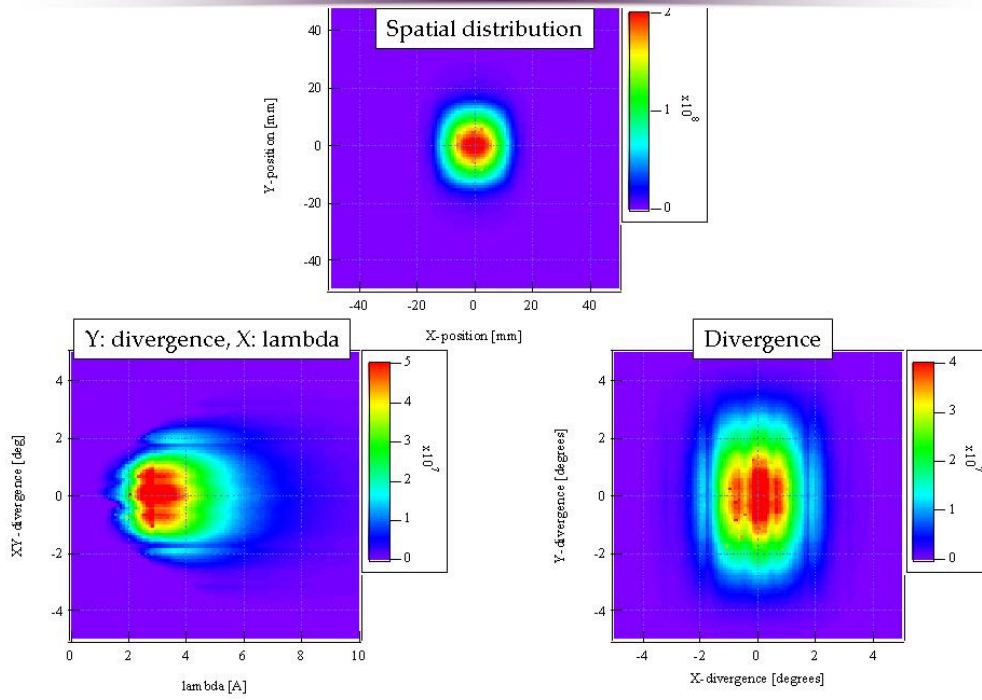 Spatial distribution
40
20
0
-20
-40
Y-position [mm]
-40 -20 0 20 40
X-position [mm]
2
1
0
x10^8
Y: divergence, X: lambda
4
2
0
-2
-4
XY-divergence [deg]
0 2 4 6 8 10
lambda [A]
5
4
3
2
1
0
x10^7
Divergence
4
2
0
-2
-4
Y-divergence [degrees]
-4 -2 0 2 4
X-divergence [degrees]
4
3
2
1
0
x10^7